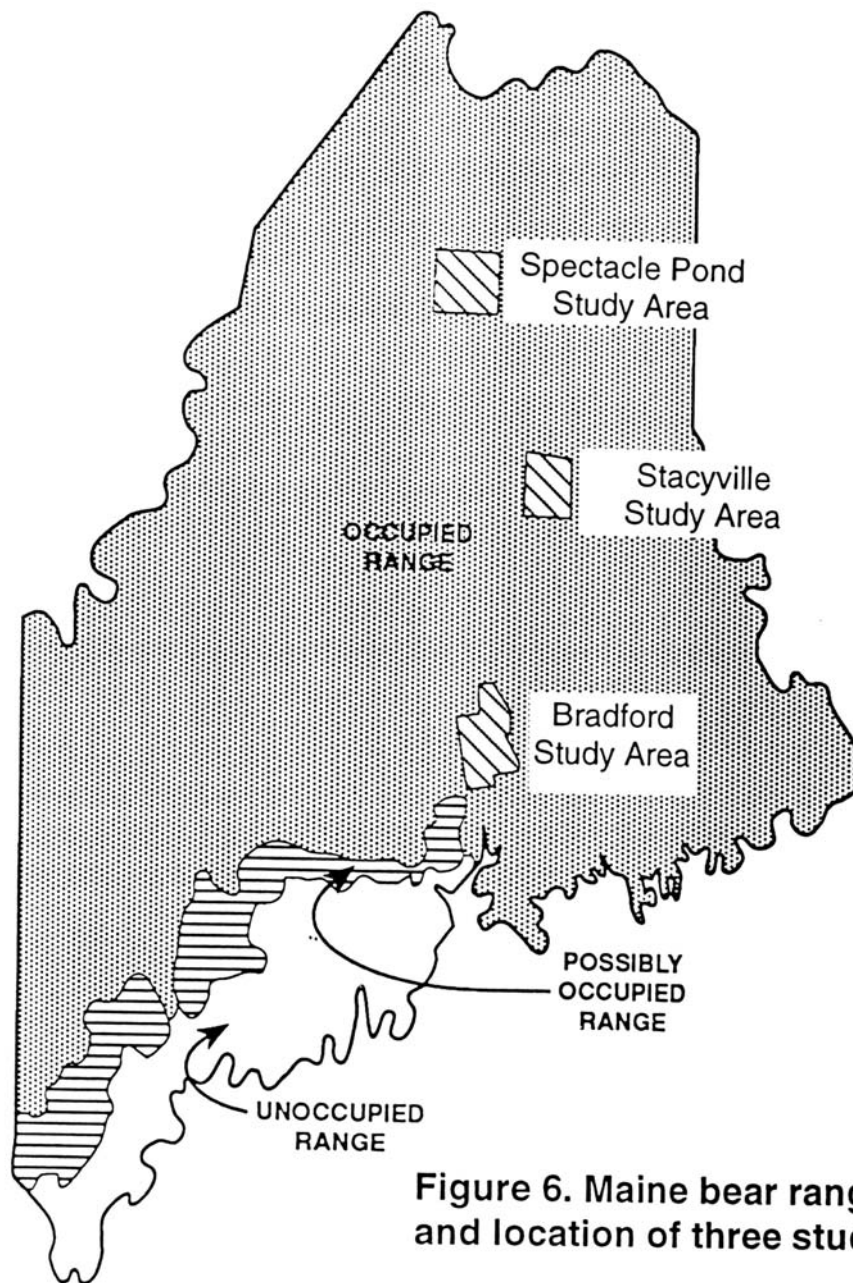 Spectacle Pond
Study Area
Stacyville
Study Area
OCCUPIED
RANGE
Bradford
Study Area
POSSIBLY
OCCUPIED
RANGE
UNOCCUPIED
RANGE
Figure 6. Maine bear rang
and location of three stud